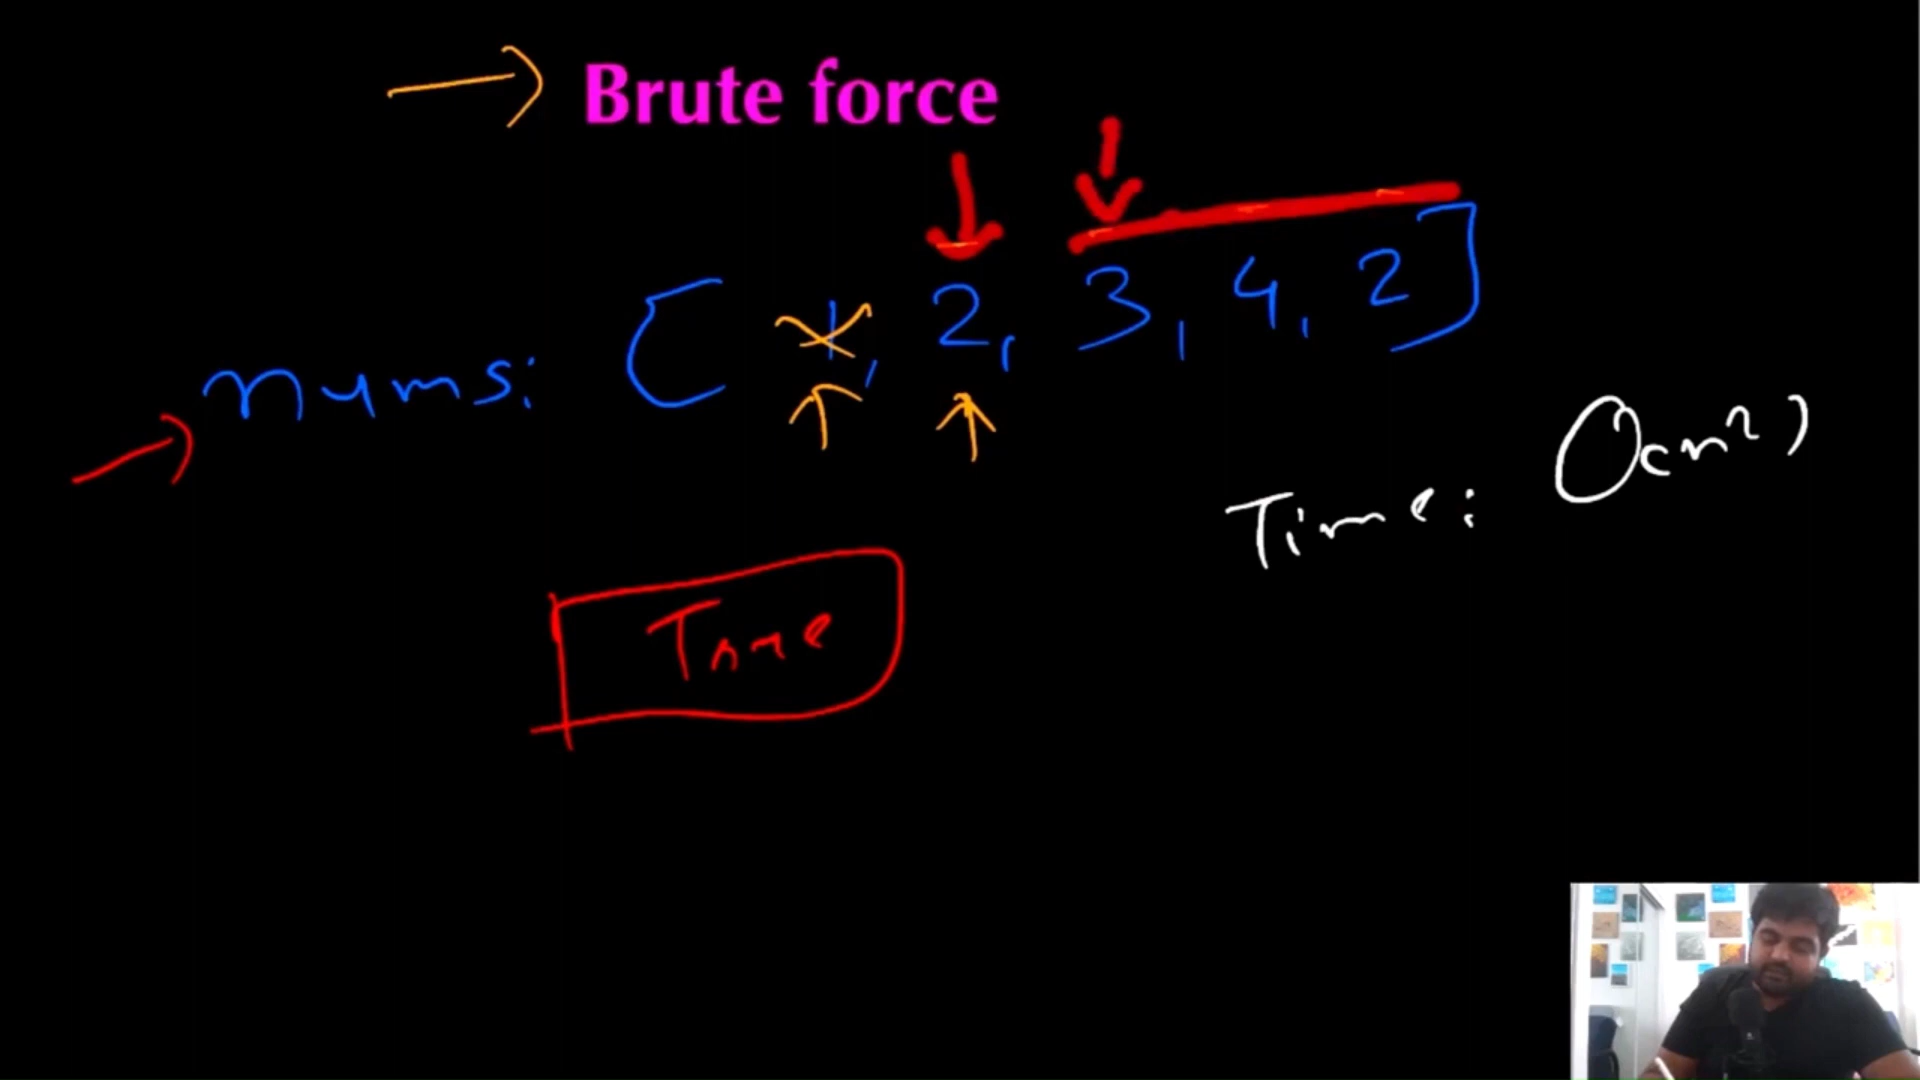 Brute force
nums: [ 1, 2, 3, 4, 2 ]
Time: O(n²)
True